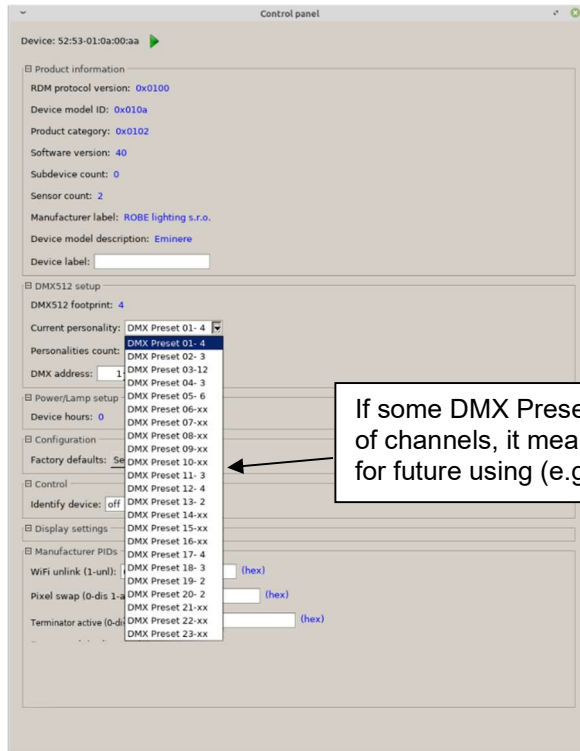 Control panel
Device: 52:53-01:0a:00:aa
Product information
RDM protocol version: 0x0100
Device model ID: 0x010a
Product category: 0x0102
Software version: 40
Subdevice count: 0
Sensor count: 2
Manufacturer label: ROBE lighting s.r.o.
Device model description: Eminere
Device label:
DMX512 setup
DMX512 footprint: 4
Current personality: DMX Preset 01- 4
Personalities count:
DMX address: 1
DMX Preset 01- 4
DMX Preset 02- 3
DMX Preset 03-12
DMX Preset 04- 3
DMX Preset 05- 6
DMX Preset 06-xx
DMX Preset 07-xx
DMX Preset 08-xx
DMX Preset 09-xx
DMX Preset 10-xx
DMX Preset 11- 3
DMX Preset 12- 4
DMX Preset 13- 2
DMX Preset 14-xx
DMX Preset 15-xx
DMX Preset 16-xx
DMX Preset 17- 4
DMX Preset 18- 3
DMX Preset 19- 2
DMX Preset 20- 2
DMX Preset 21-xx
DMX Preset 22-xx
DMX Preset 23-xx
Power/Lamp setup
Device hours: 0
Configuration
Factory defaults: Se
Control
Identify device: off
Display settings
Manufacturer PIDs
WiFi unlink (1-unl): (hex)
Pixel swap (0-dis 1-a (hex)
Terminator active (0-di (hex)
If some DMX Prese
of channels, it mea
for future using (e.g